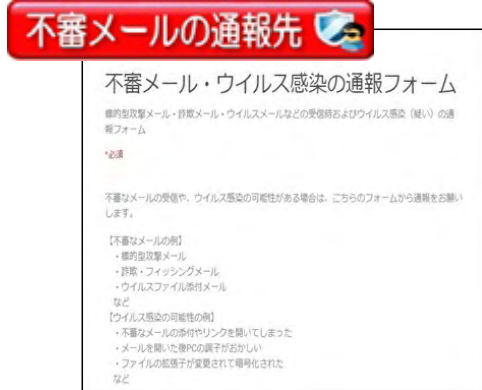 不審メールの通報先
不審メール・ウイルス感染の通報フォーム
標的型攻撃メール・詐欺メール・ウイルスメールなどの受信時およびウイルス感染（疑い）の通
報フォーム
*必須
不審なメールの受信や、ウイルス感染の可能性がある場合は、こちらのフォームから通報をお願い
します。
【不審なメールの例】
・標的型攻撃メール
・詐欺・フィッシングメール
・ウイルスファイル添付メール
など
【ウイルス感染の可能性の例】
・不審なメールの添付やリンクを開いてしまった
・メールを開いた後PCの調子がおかしい
・ファイルの拡張子が変更されて暗号化された
など